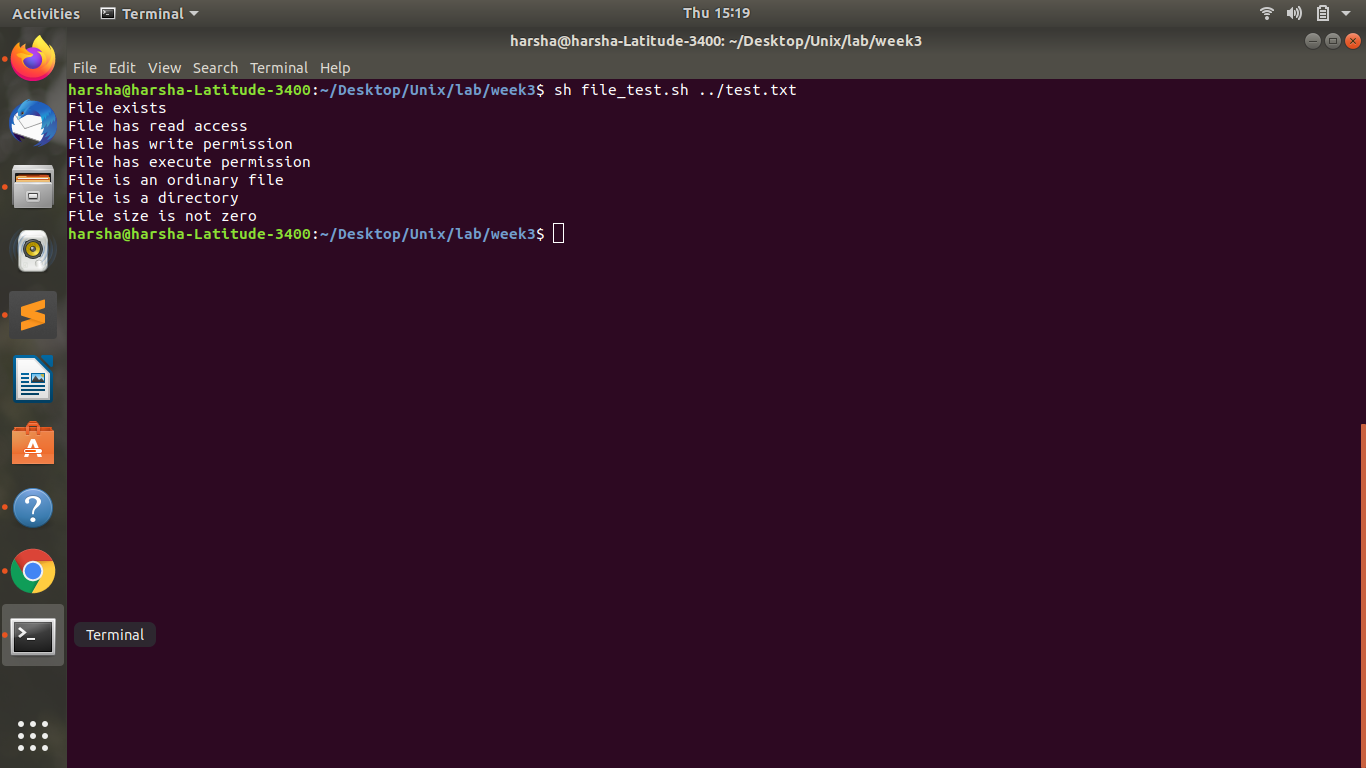 Activities Terminal Thu 15:19
harsha@harsha-Latitude-3400: ~/Desktop/Unix/lab/week3
File Edit View Search Terminal Help
harsha@harsha-Latitude-3400:~/Desktop/Unix/lab/week3$ sh file_test.sh ../test.txt
File exists
File has read access
File has write permission
File has execute permission
File is an ordinary file
File is a directory
File size is not zero
harsha@harsha-Latitude-3400:~/Desktop/Unix/lab/week3$
Terminal